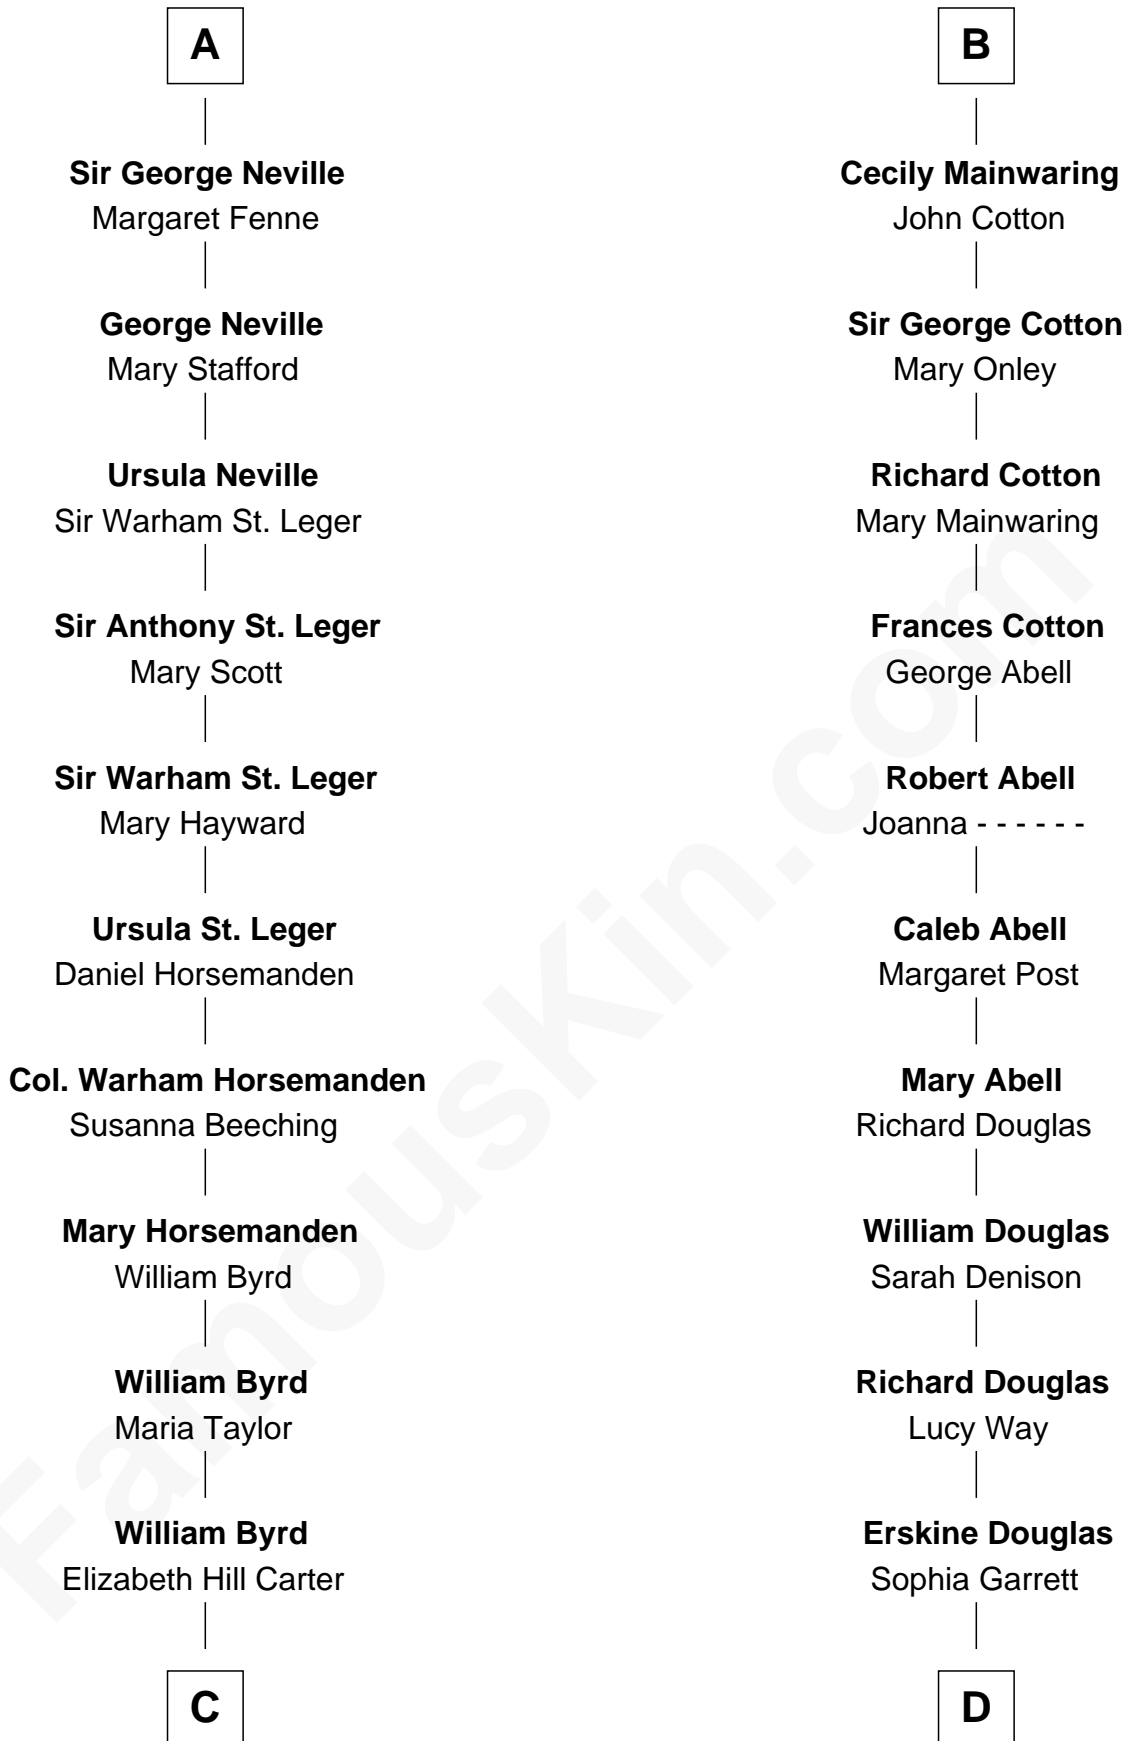 A
Sir George Neville
Margaret Fenne
George Neville
Mary Stafford
Ursula Neville
Sir Warham St. Leger
Sir Anthony St. Leger
Mary Scott
Sir Warham St. Leger
Mary Hayward
Ursula St. Leger
Daniel Horsemanden
Col. Warham Horsemanden
Susanna Beeching
Mary Horsemanden
William Byrd
William Byrd
Maria Taylor
William Byrd
Elizabeth Hill Carter
C
B
Cecily Mainwaring
John Cotton
Sir George Cotton
Mary Onley
Richard Cotton
Mary Mainwaring
Frances Cotton
George Abell
Robert Abell
Joanna - - - - - -
Caleb Abell
Margaret Post
Mary Abell
Richard Douglas
William Douglas
Sarah Denison
Richard Douglas
Lucy Way
Erskine Douglas
Sophia Garrett
D
FamousKin.com